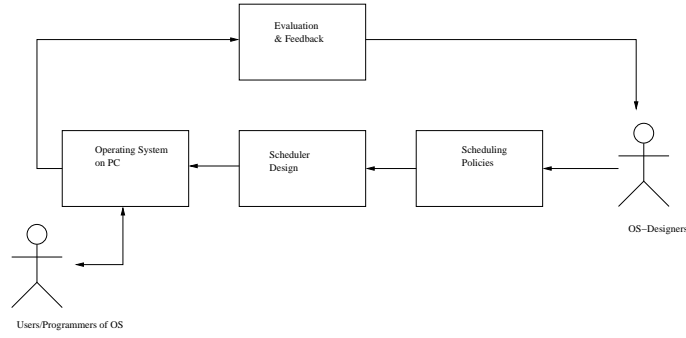 Evaluation
& Feedback
Operating System
on PC
Scheduler
Design
Scheduling
Policies
OS−Designers
Users/Programmers of OS